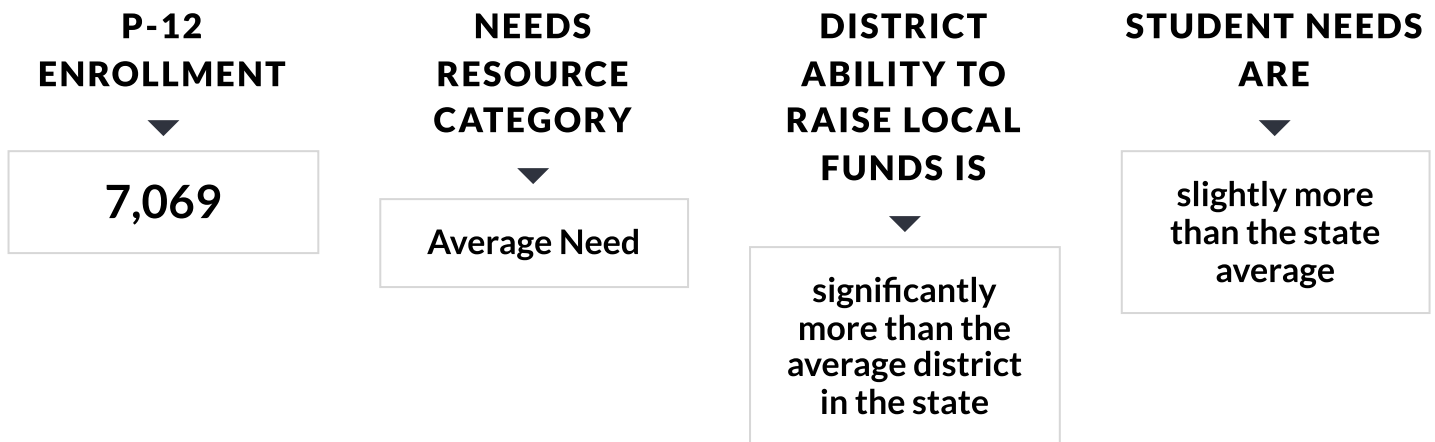 P-12
ENROLLMENT
7,069
NEEDS
RESOURCE
CATEGORY
Average Need
DISTRICT
ABILITY TO
RAISE LOCAL
FUNDS IS
significantly
more than the
average district
in the state
STUDENT NEEDS
ARE
slightly more
than the state
average